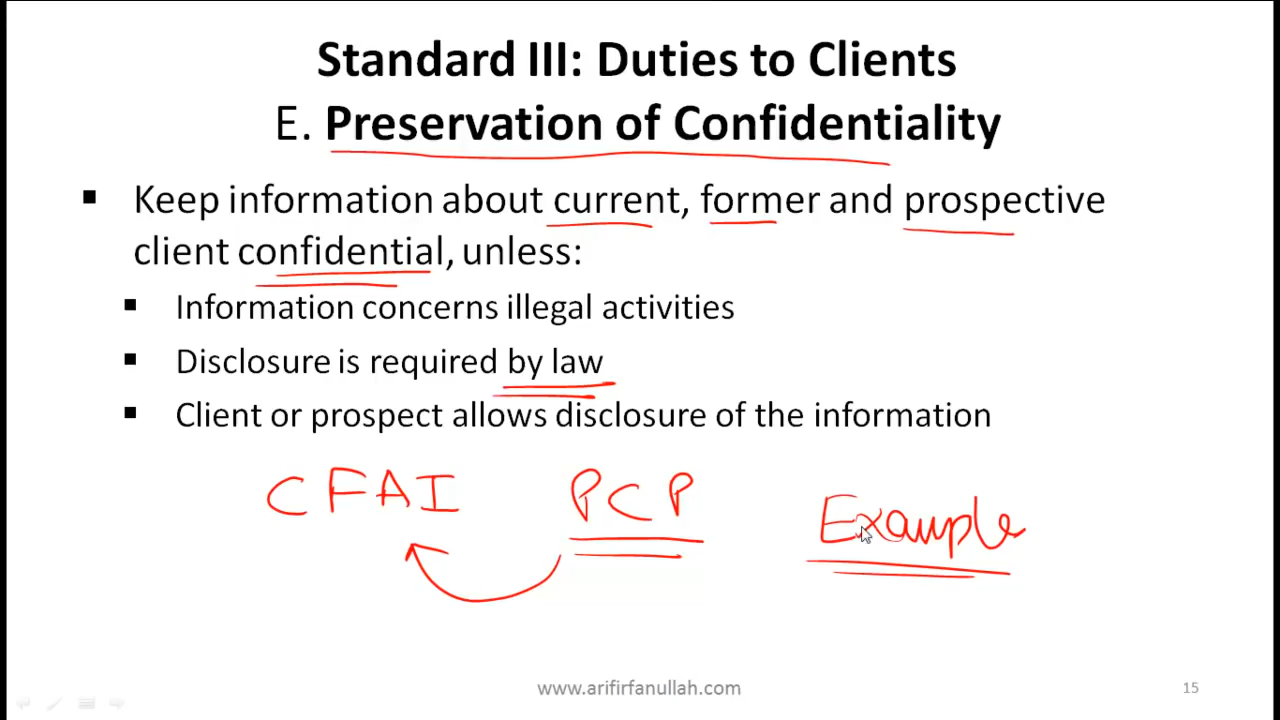 Standard III: Duties to Clients
E. Preservation of Confidentiality
▪ Keep information about current, former and prospective
client confidential, unless:
▪ Information concerns illegal activities
▪ Disclosure is required by law
▪ Client or prospect allows disclosure of the information
CFAI PCP Example
www.arifirfanullah.com 15